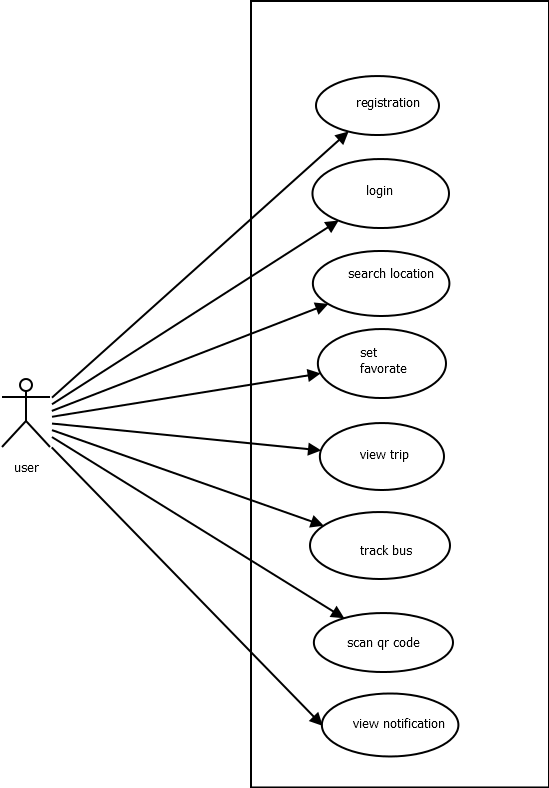 registration
login
search location
set
favorate
view trip
user
track bus
scan qr code
view notification